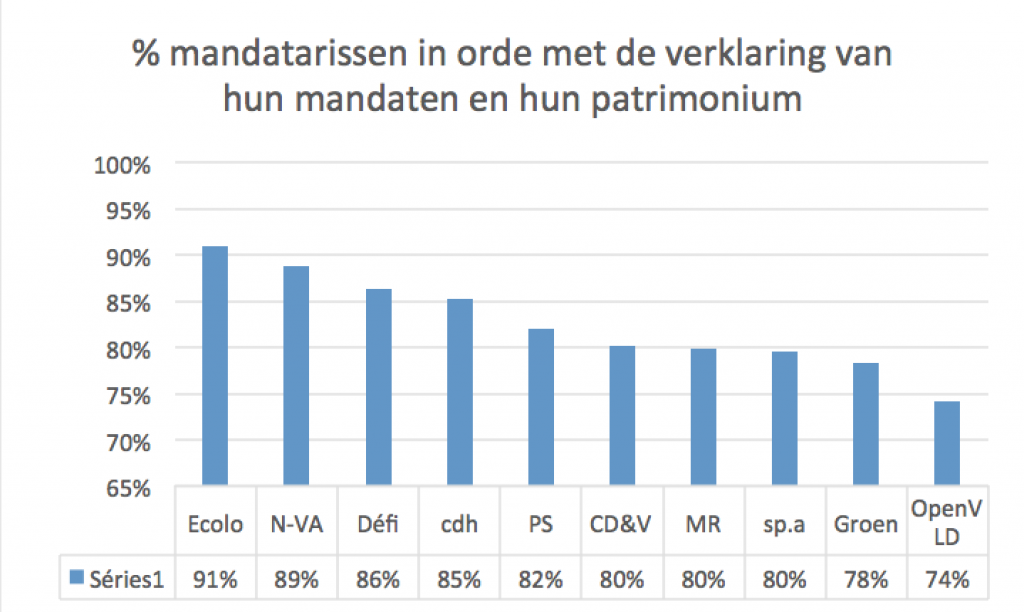 % mandatarissen in orde met de verklaring van
hun mandaten en hun patrimonium
100%
95%
90%
85%
80%
75%
70%
65%
Ecolo N-VA Défi cdh PS CD&V MR sp.a Groen OpenV
LD
Séries1 91% 89% 86% 85% 82% 80% 80% 80% 78% 74%